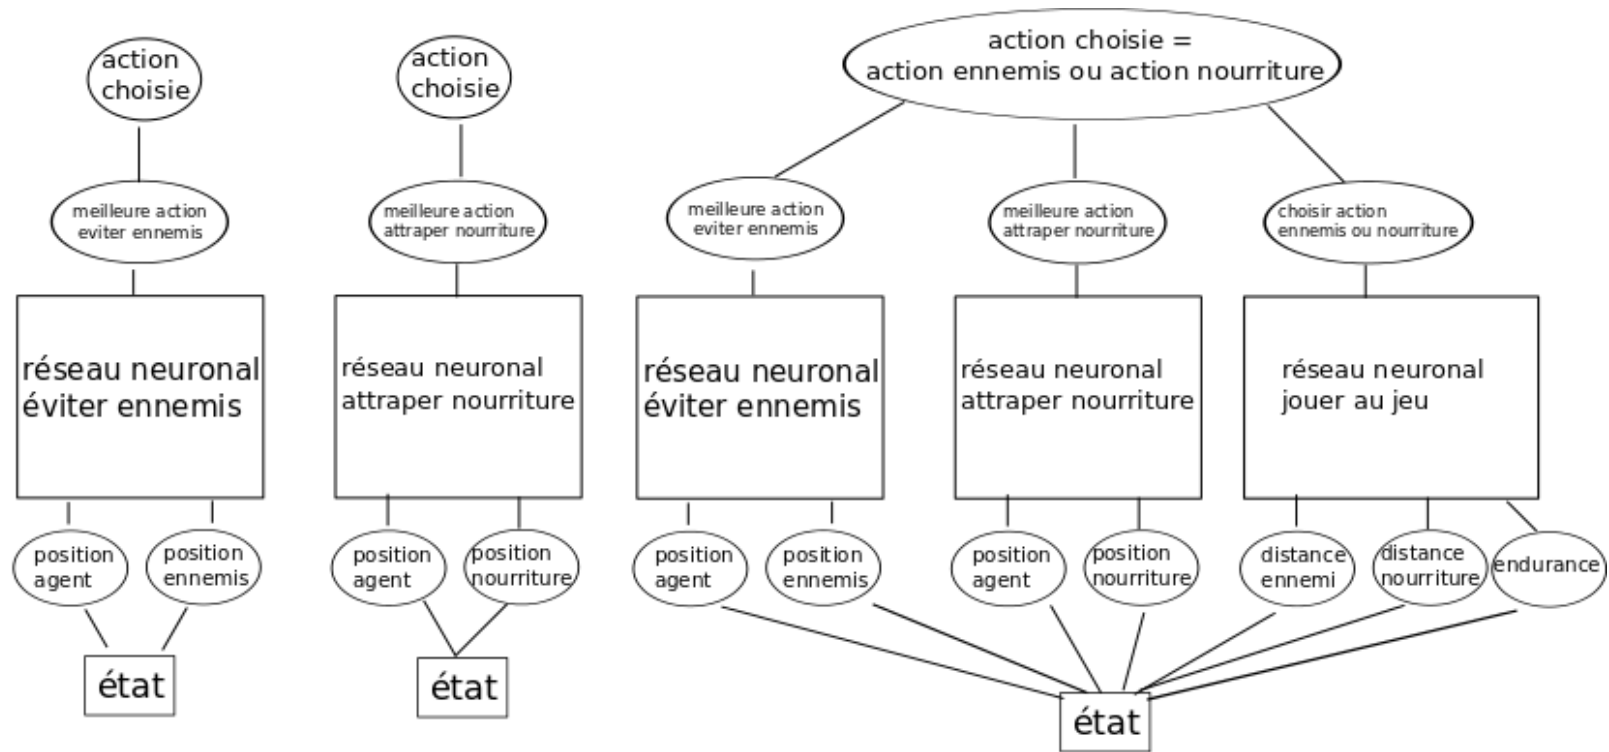 action
choisie
meilleure action
eviter ennemis
réseau neuronal
éviter ennemis
position
agent
position
ennemis
état
action
choisie
meilleure action
attraper nourriture
réseau neuronal
attraper nourriture
position
agent
position
nourriture
état
action choisie =
action ennemis ou action nourriture
meilleure action
eviter ennemis
meilleure action
attraper nourriture
choisir action
ennemis ou nourriture
réseau neuronal
éviter ennemis
réseau neuronal
attraper nourriture
réseau neuronal
jouer au jeu
position
agent
position
ennemis
position
agent
position
nourriture
distance
ennemi
distance
nourriture
endurance
état